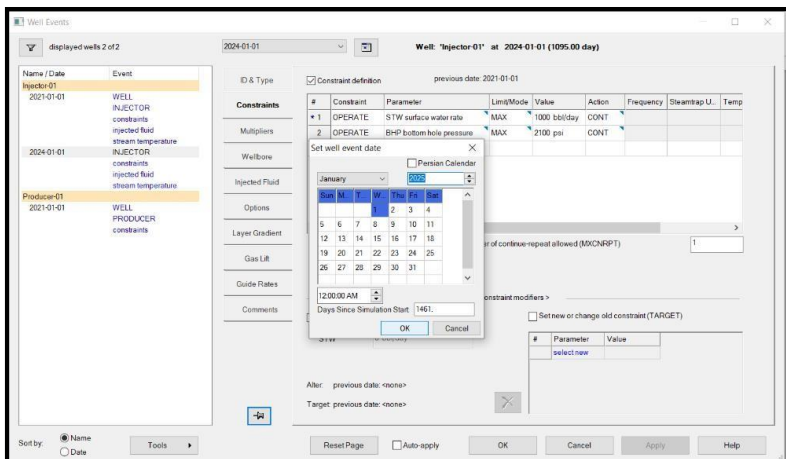 Well Events
displayed wells 2 of 2
2024-01-01
Well: 'Injector-01' at 2024-01-01 (1095.00 day)
Name / Date Event
Injector-01
2021-01-01 WELL
INJECTOR
constraints
injected fluid
stream temperature
2024-01-01 INJECTOR
constraints
injected fluid
stream temperature
Producer-01
2021-01-01 WELL
PRODUCER
constraints
ID & Type
Constraints
Multipliers
Wellbore
Injected Fluid
Options
Layer Gradient
Gas Lift
Guide Rates
Comments
Constraint definition previous date: 2021-01-01
# Constraint Parameter Limit/Mode Value Action Frequency Steamtrap U... Temp
* 1 OPERATE STW surface water rate MAX 1000 bbl/day CONT
2 OPERATE BHP bottom hole pressure MAX 2100 psi CONT
Set well event date
Persian Calendar
January 2025
Sun M... T... W... Thu Fri Sat
1 2 3 4
5 6 7 8 9 10 11
12 13 14 15 16 17 18
19 20 21 22 23 24 25
26 27 28 29 30 31
12:00:00 AM
Days Since Simulation Start: 1461.
OK Cancel
er of continue-repeat allowed (MXCNRPT) 1
onstraint modifiers >
Set new or change old constraint (TARGET)
STW
# Parameter Value
select new
Alter: previous date: <none>
Target: previous date: <none>
Sort by: Name
Date
Tools
Reset Page Auto-apply OK Cancel Apply Help